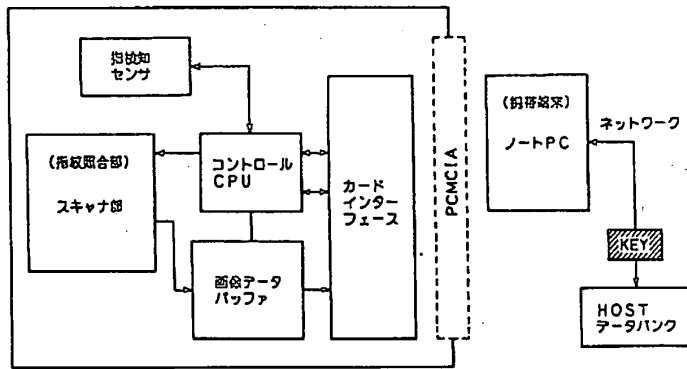 指検知
センサ
(指紋照合部)
スキャナ部
コントロール
CPU
画像データ
バッファ
カード
インター
フェース
PCMCIA
(携帯端末)
ノートPC
ネットワーク
KEY
HOST
データバンク